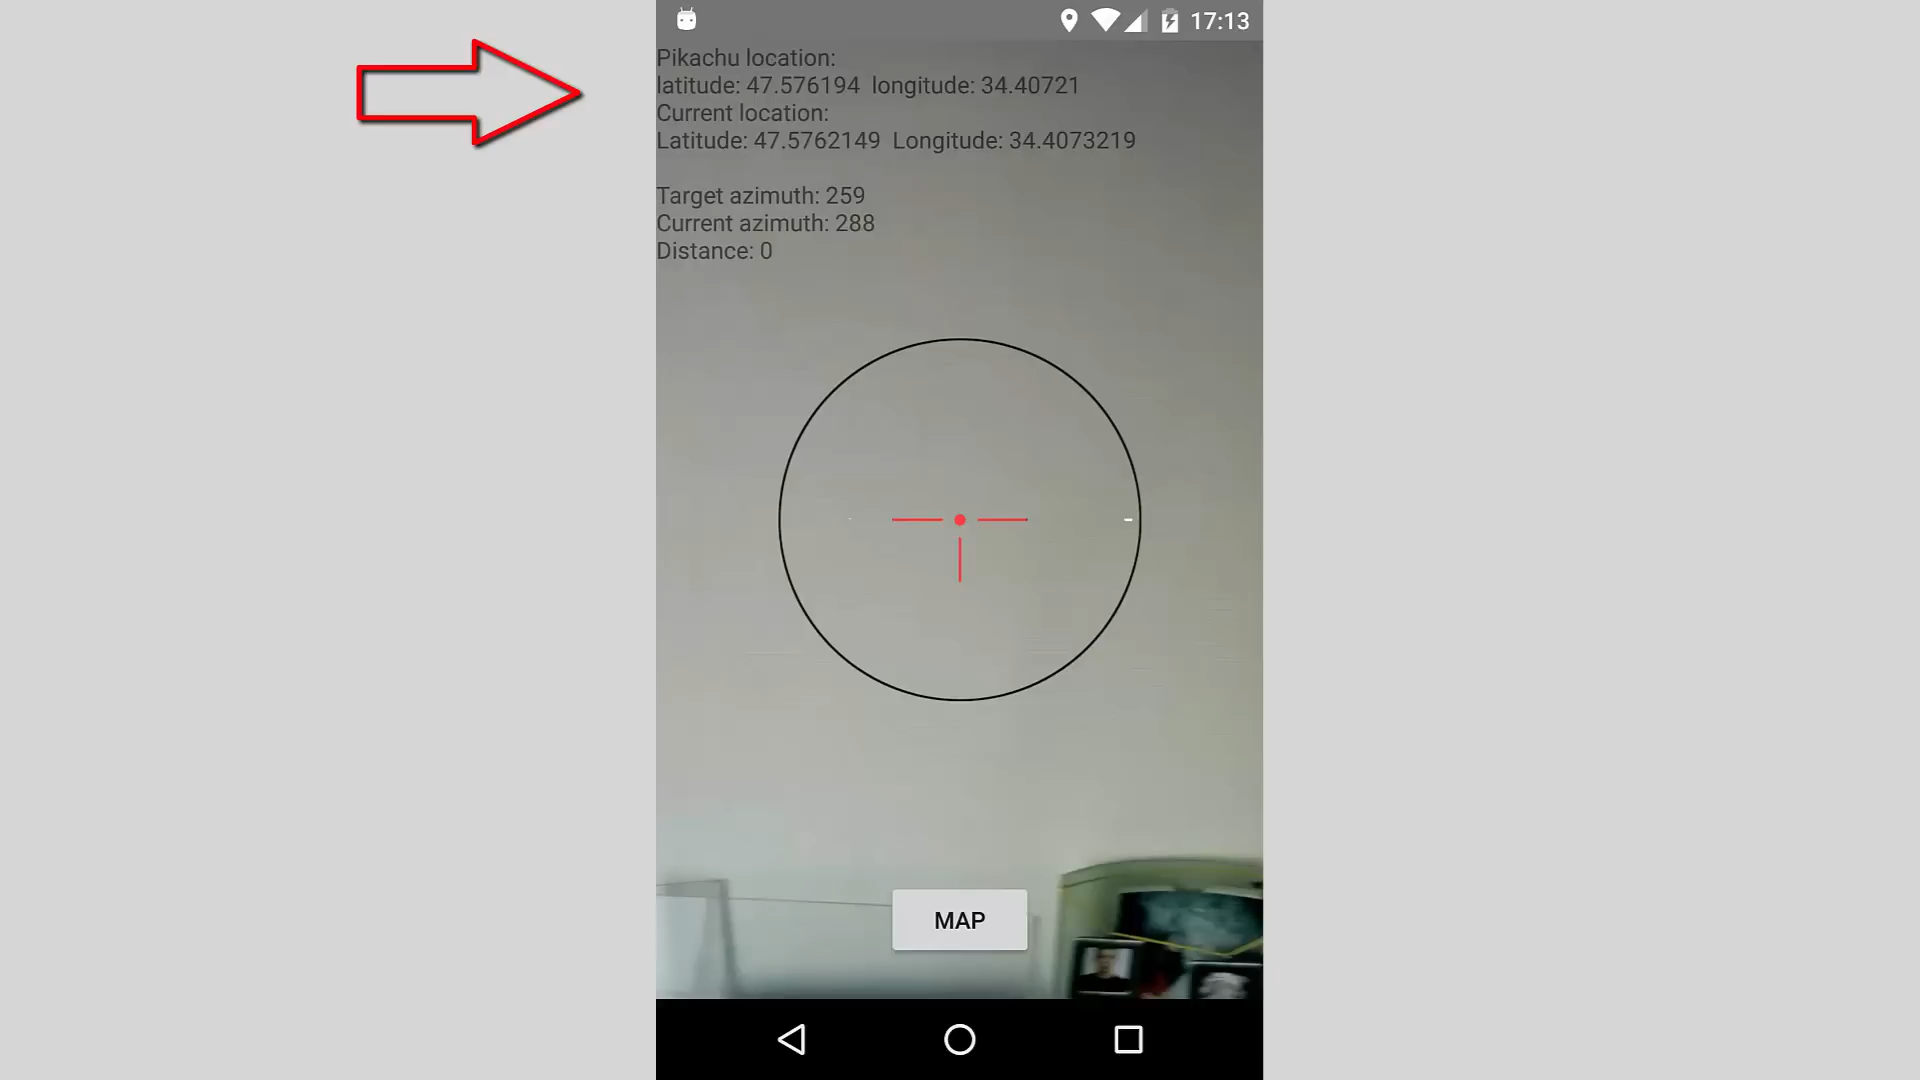 17:13
Pikachu location:
latitude: 47.576194 longitude: 34.40721
Current location:
Latitude: 47.5762149 Longitude: 34.4073219
Target azimuth: 259
Current azimuth: 288
Distance: 0
MAP